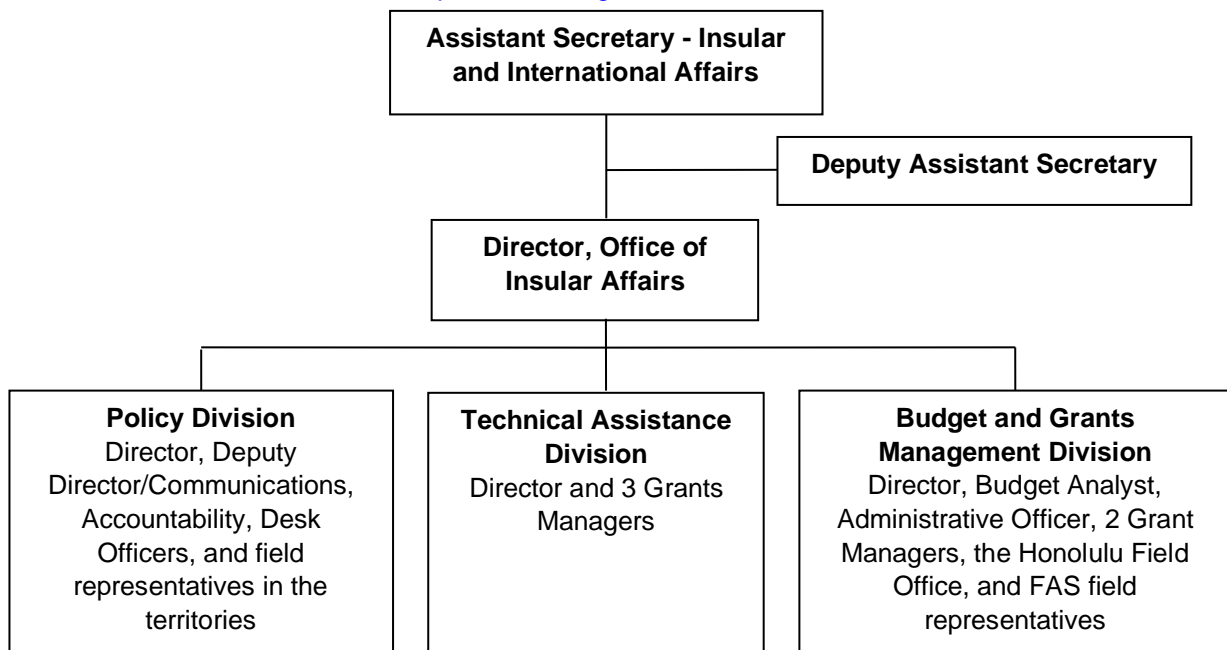 Assistant Secretary - Insular
and International Affairs
Deputy Assistant Secretary
Director, Office of
Insular Affairs
Policy Division
Director, Deputy
Director/Communications,
Accountability, Desk
Officers, and field
representatives in the
territories
Technical Assistance
Division
Director and 3 Grants
Managers
Budget and Grants
Management Division
Director, Budget Analyst,
Administrative Officer, 2 Grant
Managers, the Honolulu Field
Office, and FAS field
representatives